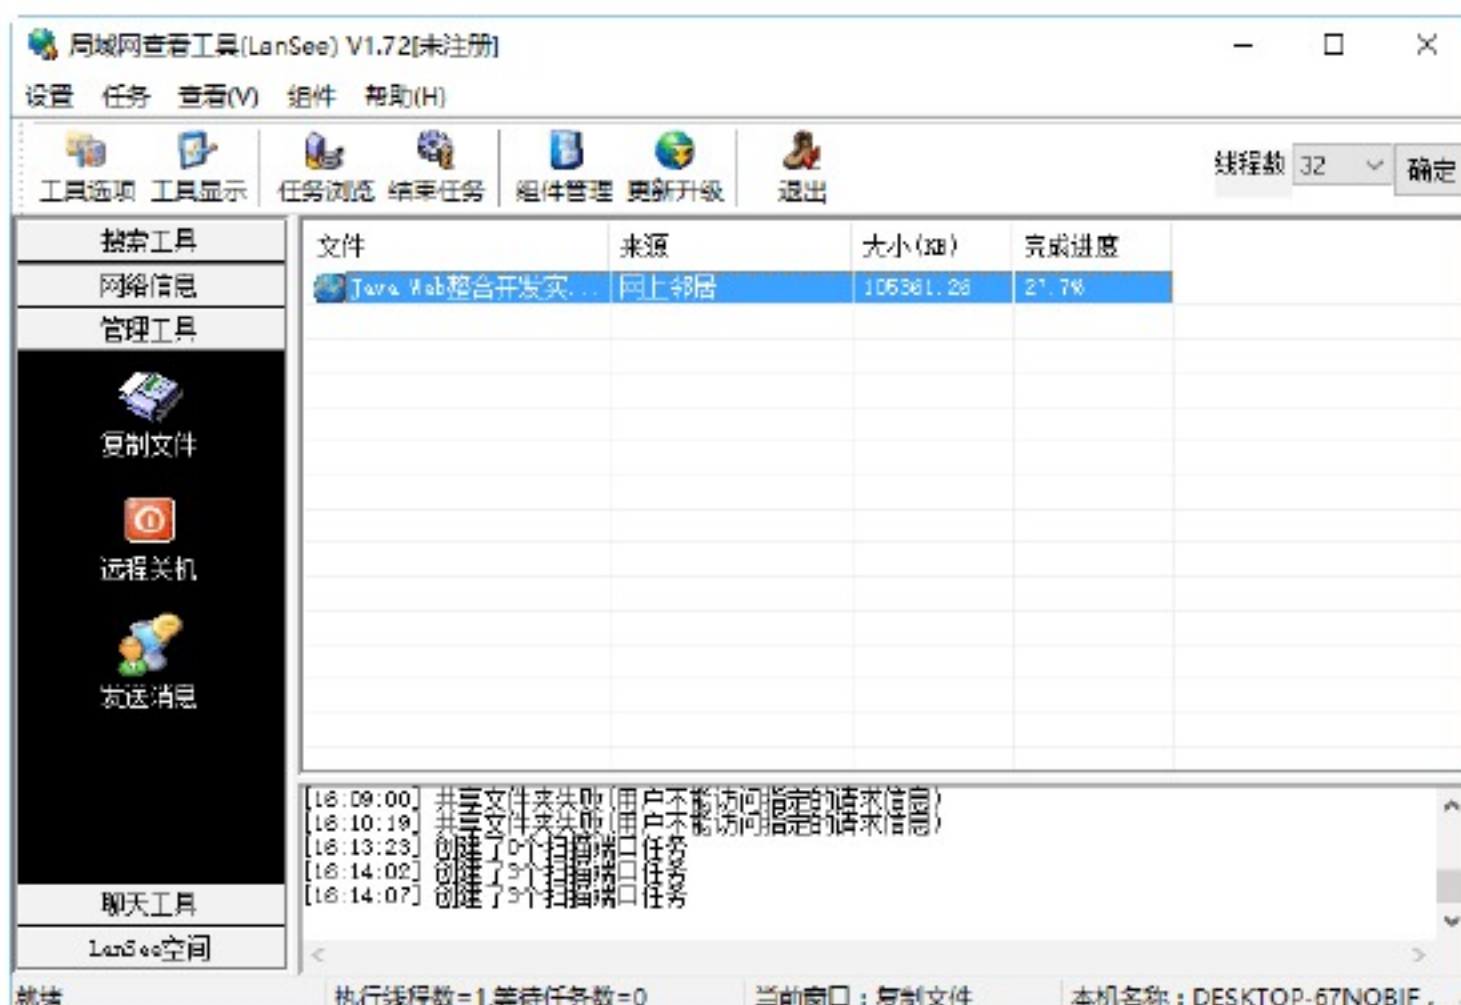 局域网查看工具(LanSee) V1.72[未注册]
设置 任务 查看(V) 组件 帮助(H)
工具选项 工具显示 任务浏览 结束任务 组件管理 更新升级 退出 线程数 32 确定
搜索工具
网络信息
管理工具
复制文件
远程关机
发送消息
聊天工具
LanSee空间
文件 来源 大小(KB) 完成进度
Java Web整合开发实... 网上邻居 105361.26 27.7%
[16:09:00] 共享文件夹失败(用户不能访问指定的请求信息)
[16:10:19] 共享文件夹失败(用户不能访问指定的请求信息)
[16:13:23] 创建了0个扫描端口任务
[16:14:02] 创建了 个扫描端口任务
[16:14:07] 创建了 个扫描端口任务
就绪 执行线程数=1,等待任务数=0 当前窗口：复制文件 本机名称：DESKTOP-67NOBIF